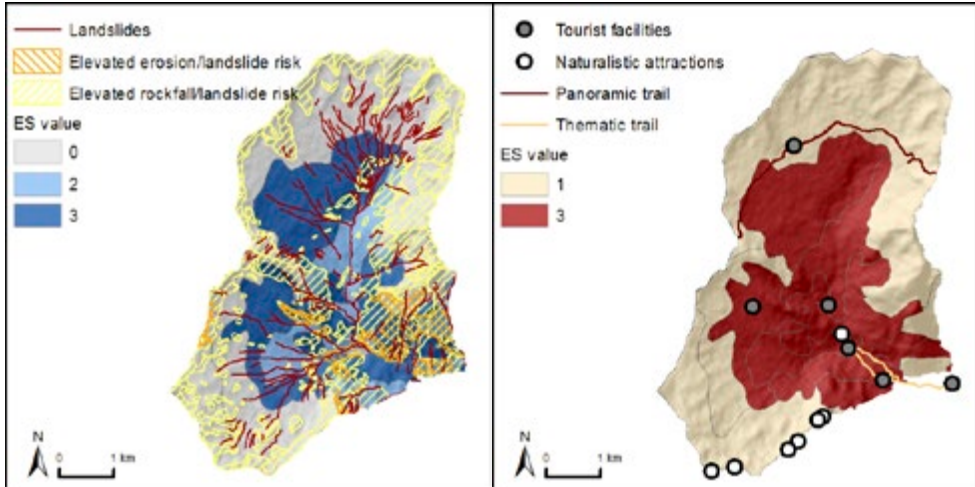 Landslides
Elevated erosion/landslide risk
Elevated rockfall/landslide risk
ES value
0
2
3
N
0 1 km
Tourist facilities
Naturalistic attractions
Panoramic trail
Thematic trail
ES value
1
3
N
0 1 km